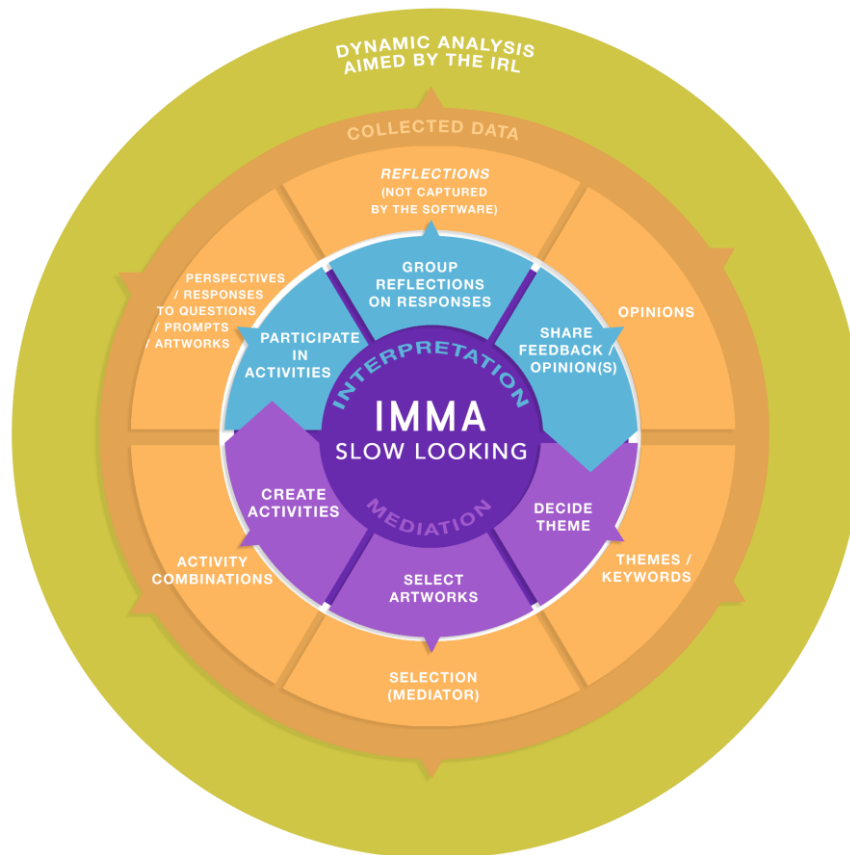 DYNAMIC ANALYSIS
AIMED BY THE IRL
COLLECTED DATA
REFLECTIONS
(NOT CAPTURED
BY THE SOFTWARE)
GROUP
REFLECTIONS
ON RESPONSES
PERSPECTIVES
/ RESPONSES
TO QUESTIONS
/ PROMPTS
/ ARTWORKS
PARTICIPATE
IN
ACTIVITIES
OPINIONS
SHARE
FEEDBACK /
OPINION(S)
INTERPRETATION
IMMA
SLOW LOOKING
MEDIATION
CREATE
ACTIVITIES
DECIDE
THEME
ACTIVITY
COMBINATIONS
THEMES /
KEYWORDS
SELECT
ARTWORKS
SELECTION
(MEDIATOR)